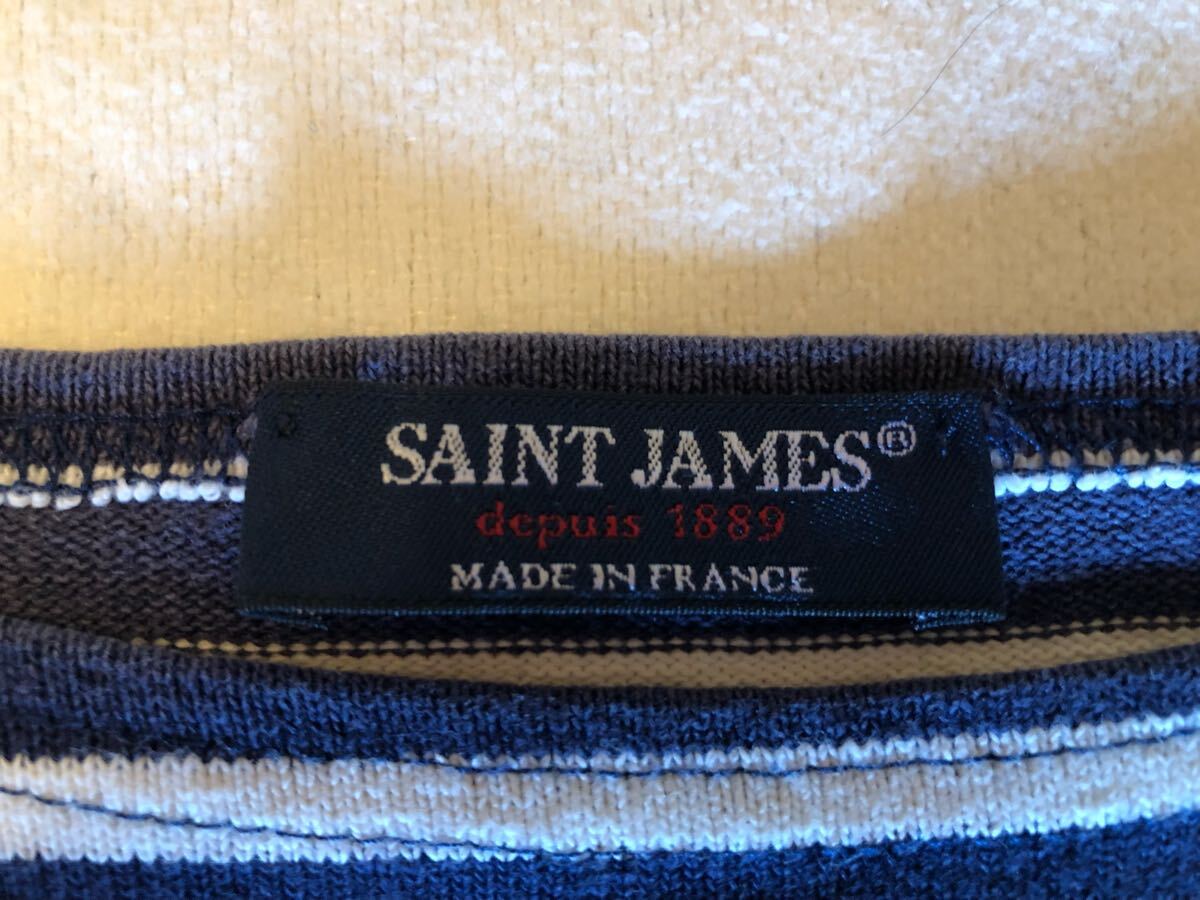 SAINT JAMES®
depuis 1889
MADE IN FRANCE